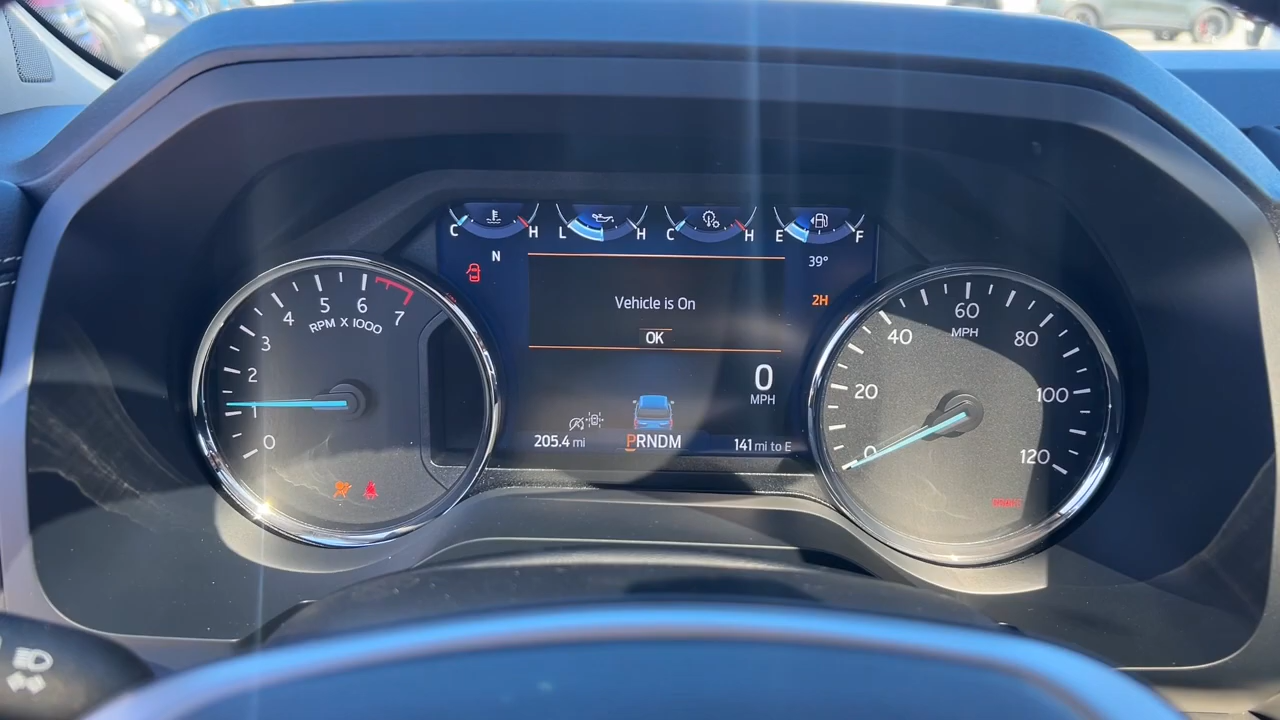 C H L H C H E F
N
39°
Vehicle is On
2H
OK
0
MPH
205.4 mi
PRNDM
141 mi to E
0
1
2
3
4
5
6
7
RPM X 1000
0
20
40
60
80
100
120
MPH